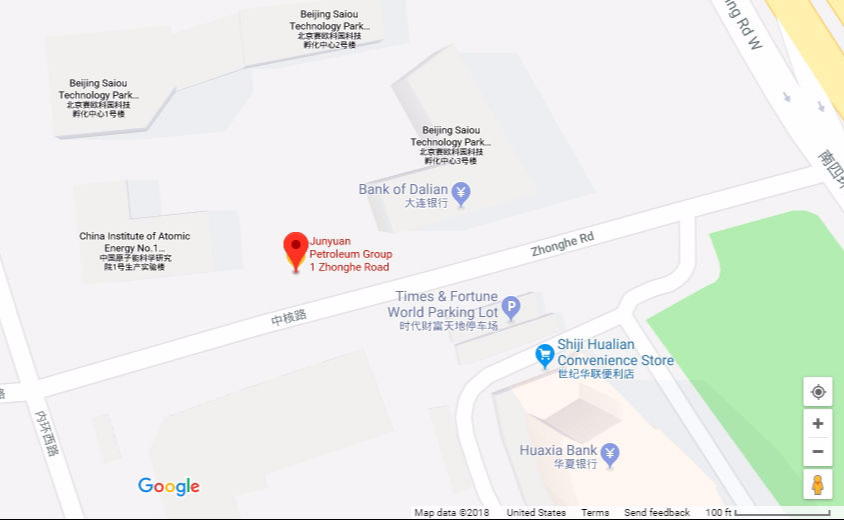 Beijing Saiou
Technology Park...
北京赛欧科园科技
孵化中心2号楼
ng Rd W
Beijing Saiou
Technology Park...
北京赛欧科园科技
孵化中心1号楼
Beijing Saiou
Technology Park...
北京赛欧科园科技
孵化中心3号楼
南四环
Bank of Dalian
大连银行
China Institute of Atomic
Energy No.1...
中国原子能科学研究
院1号生产实验楼
Junyuan
Petroleum Group
1 Zhonghe Road
Zhonghe Rd
Times & Fortune
World Parking Lot
时代财富天地停车场
P
中核路
Shiji Hualian
Convenience Store
世纪华联便利店
路
内环西路
Huaxia Bank
华夏银行
¥
¥
Google
Map data ©2018 United States Terms Send feedback 100 ft